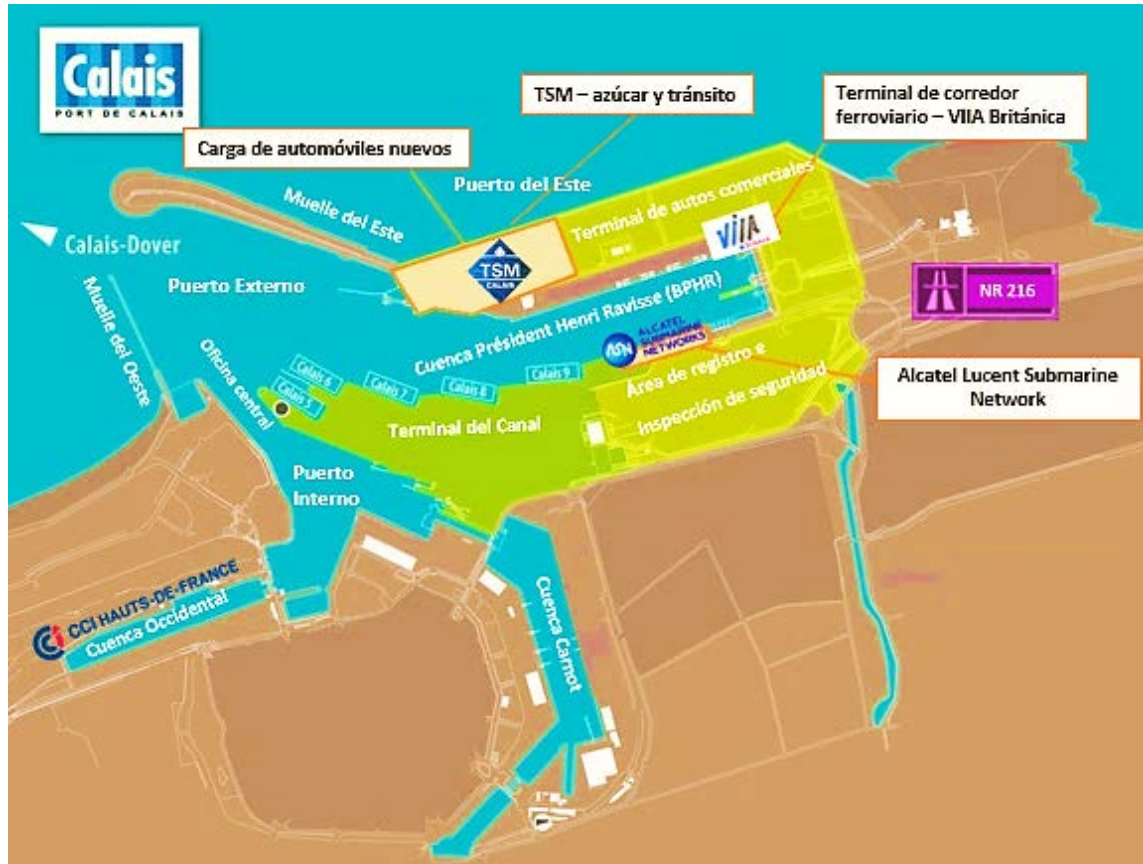 Calais
PORT DE CALAIS
TSM – azúcar y tránsito
Terminal de corredor
ferroviario – VIIA Británica
Carga de automóviles nuevos
Puerto del Este
Muelle del Este
Terminal de autos comerciales
VIIA
Calais-Dover
TSM
CALAIS
Puerto Externo
NR 216
Muelle del Oeste
Cuenca Président Henri Ravisse (BPHR)
ASN
ALCATEL
SUBMARINE
NETWORKS
Oficina central
Calais 6
Calais 5
Calais 7
Calais 8
Calais 9
Área de registro e
inspección de seguridad
Alcatel Lucent Submarine
Network
Terminal del Canal
Puerto
Interno
CCI HAUTS-DE-FRANCE
Cuenca Occidental
Cuenca Carnot